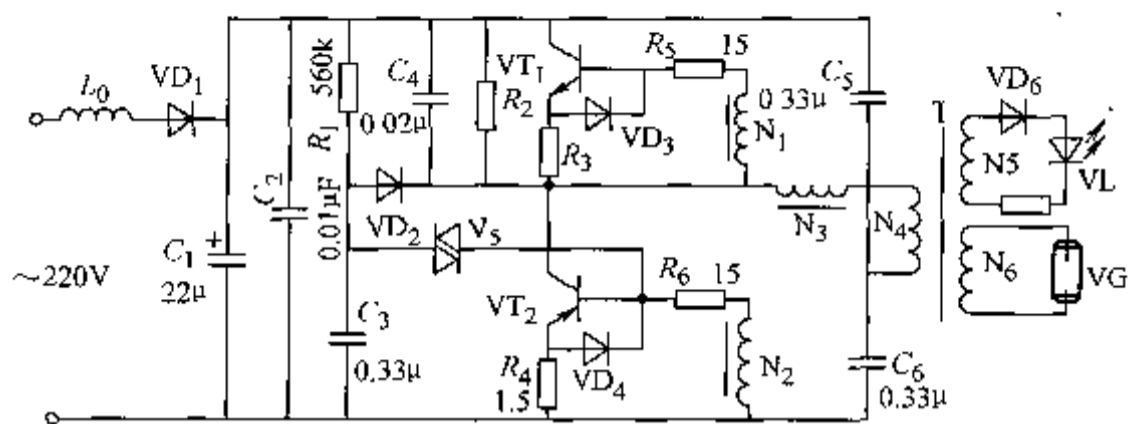 L0
VD1
~220V
C1
+
22μ
C2
560k
R1
0.01μF
C4
0.02μ
VD2
V5
C3
0.33μ
R2
VT1
R3
VD3
R5
15
N1
VT2
R4
1.5
VD4
R6
15
N2
C5
0.33μ
N3
N4
C6
0.33μ
N5
VD6
VL
N6
VG